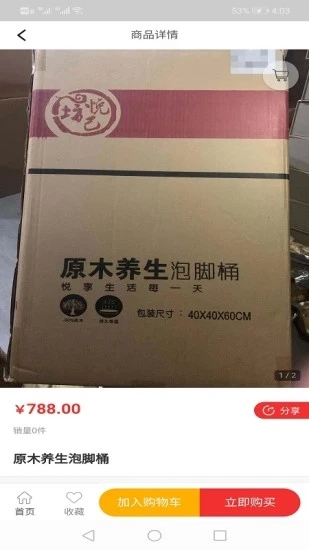 53% 4:03
商品详情
悦己
坊
原木养生泡脚桶
悦享生活每一天
包装尺寸：40X40X60CM
1 / 2
￥788.00
分享
销量0件
原木养生泡脚桶
首页
收藏
加入购物车
立即购买